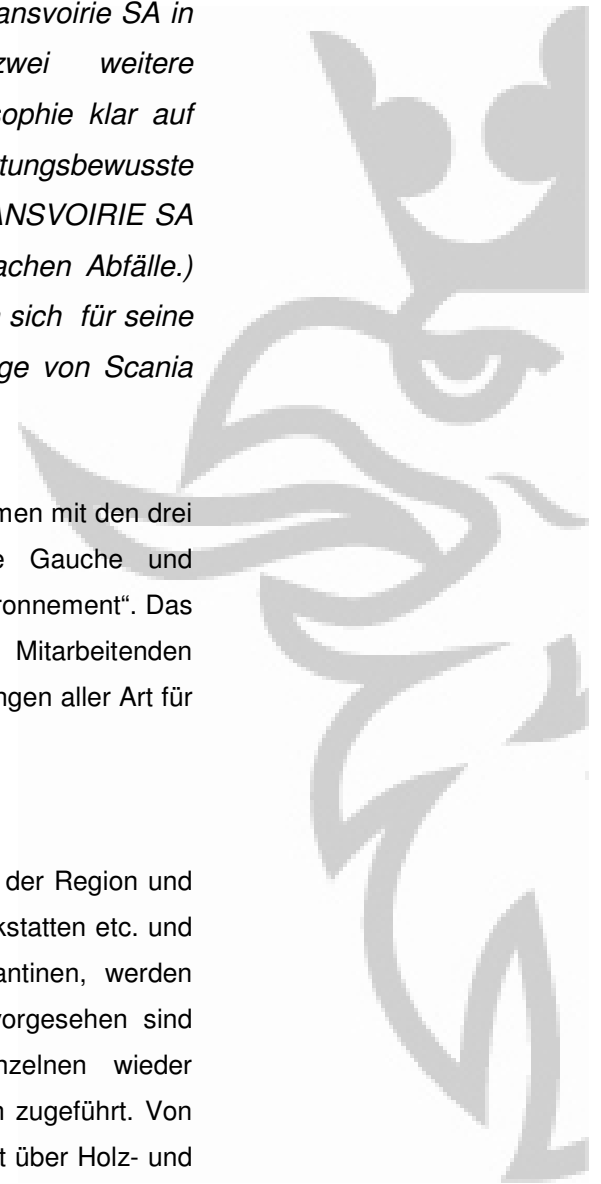 ansvoirie SA in
zwei weitere
sophie klar auf
tungsbewusste
ANSVOIRIE SA
achen Abfälle.)
sich für seine
ge von Scania
men mit den drei
e Gauche und
ronnement“. Das
Mitarbeitenden
ngen aller Art für
der Region und
kstatten etc. und
antinen, werden
vorgesehen sind
nzelnen wieder
n zugeführt. Von
t über Holz- und